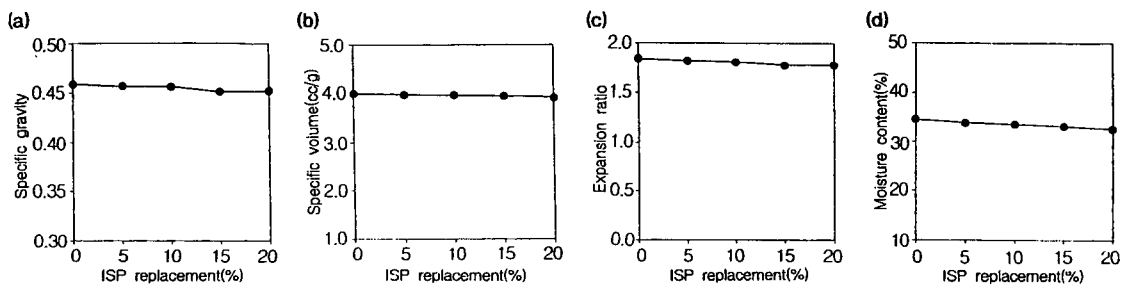 (a)
0.50
0.45
0.40
0.35
0.30
Specific gravity
0 5 10 15 20
ISP replacement(%)
(b)
5.0
4.0
3.0
2.0
1.0
Specific volume(cc/g)
0 5 10 15 20
ISP replacement(%)
(c)
2.0
1.5
1.0
0.5
0.0
Expansion ratio
0 5 10 15 20
ISP replacement(%)
(d)
50
40
30
20
10
Moisture content(%)
0 5 10 15 20
ISP replacement(%)